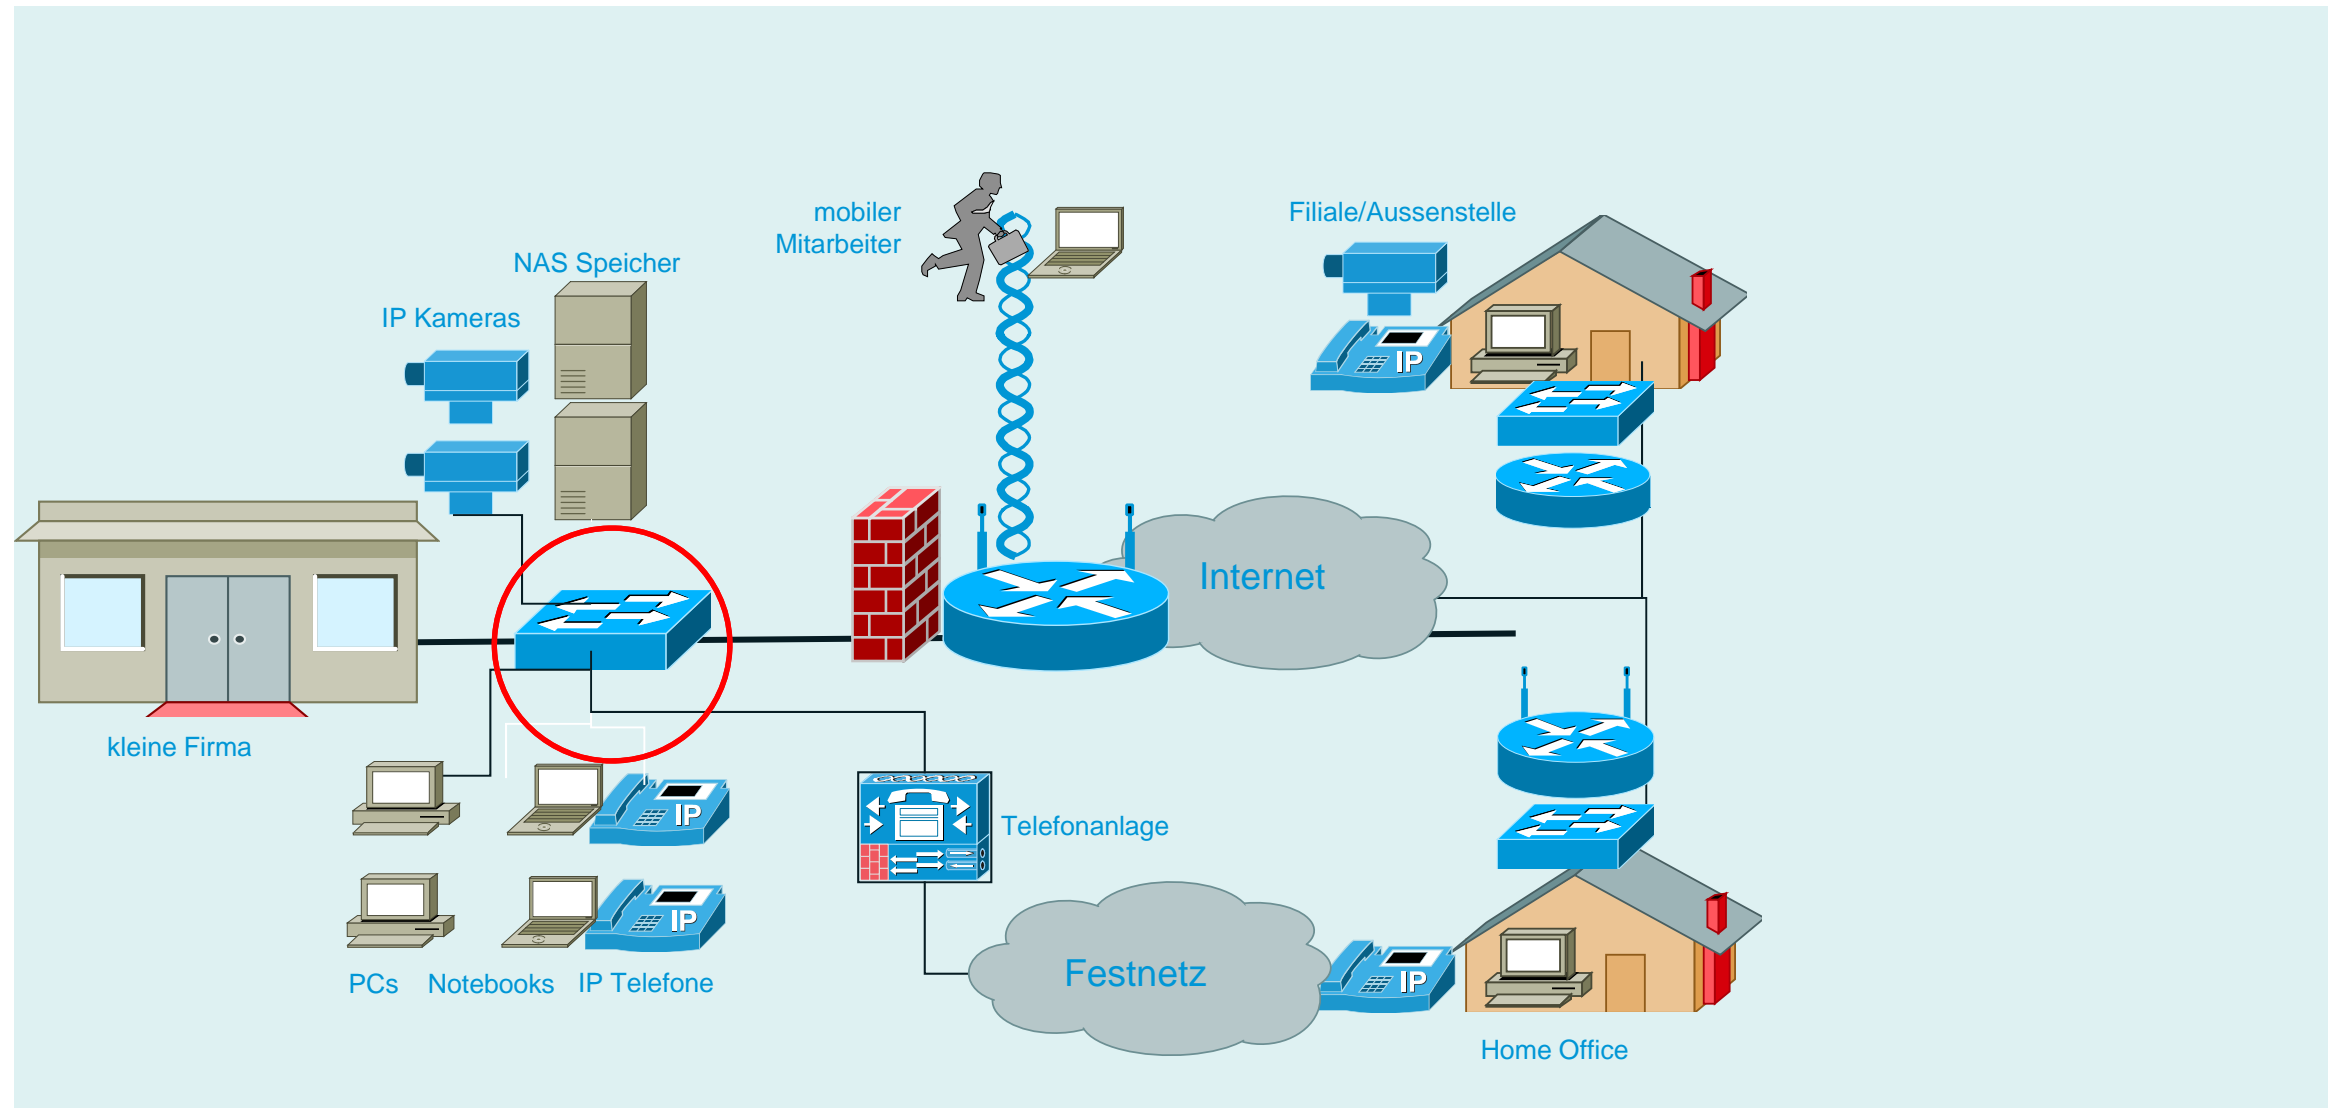 mobiler
Mitarbeiter
Filiale/Aussenstelle
NAS Speicher
IP Kameras
IP
Internet
kleine Firma
IP
Telefonanlage
IP
PCs
Notebooks
IP Telefone
Festnetz
IP
Home Office